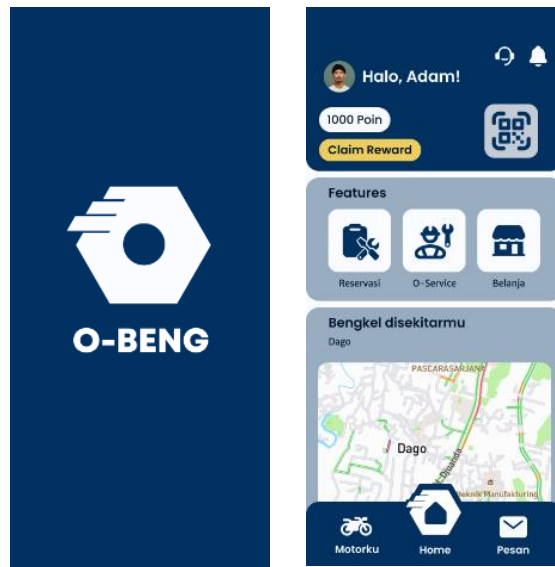 O-BENG
Halo, Adam!
1000 Poin
Claim Reward
Features
Reservasi
O-Service
Belanja
Bengkel disekitarmu
Dago
PASCARASARJANA
Dago
Djuanda
Teknik Manufakturing
Motorku
Home
Pesan